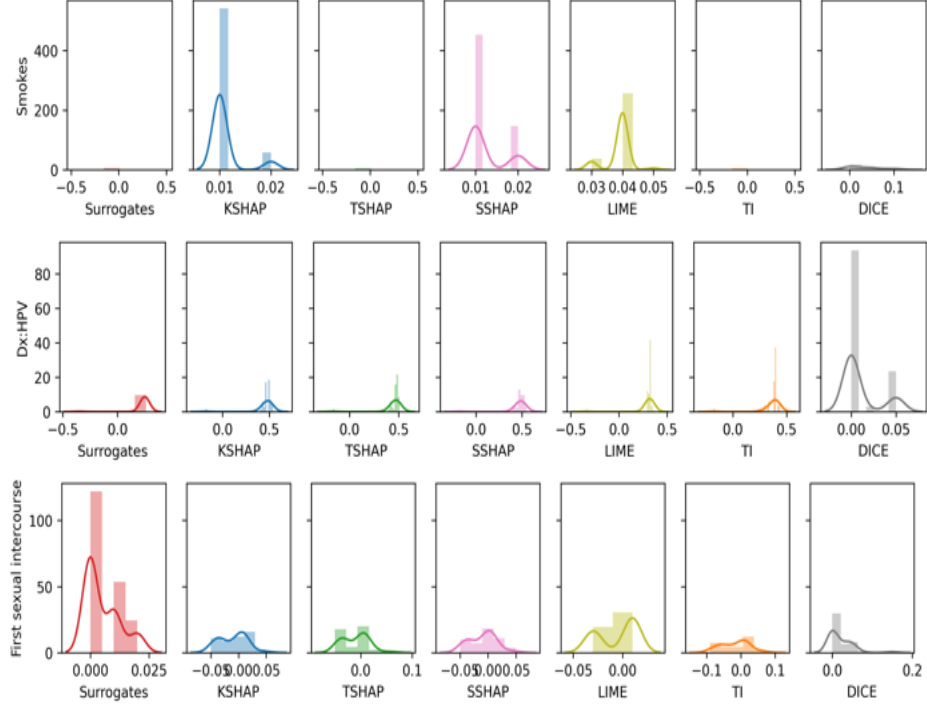 Smokes
400
200
0
−0.5 0.0 0.5 0.01 0.02 −0.5 0.0 0.5 0.01 0.02 0.03 0.04 0.05 −0.5 0.0 0.5 0.0 0.1
Surrogates KSHAP TSHAP SSHAP LIME TI DICE
Dx:HPV
80
60
40
20
0
−0.5 0.0 0.0 0.5 0.0 0.5 0.0 0.5 −0.5 0.0 0.5 0.0 0.5 0.00 0.05
Surrogates KSHAP TSHAP SSHAP LIME TI DICE
First sexual intercourse
100
50
0
0.000 0.025 −0.05 0.000 0.05 0.0 0.1 −0.05 0.000 0.05 −0.05 0.00 −0.1 0.0 0.1 0.0 0.2
Surrogates KSHAP TSHAP SSHAP LIME TI DICE